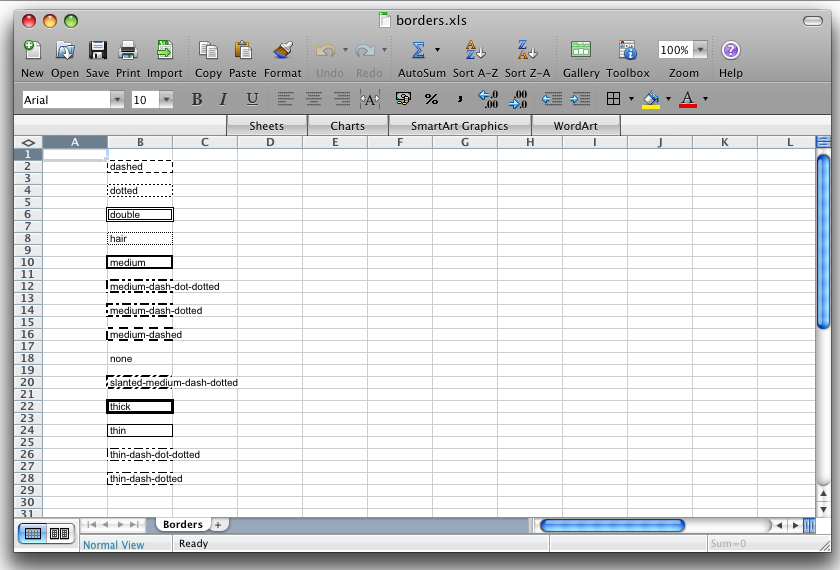 borders.xls
New Open Save Print Import Copy Paste Format Undo Redo AutoSum Sort A-Z Sort Z-A Gallery Toolbox 100% Zoom Help
Arial 10 B I U
Sheets Charts SmartArt Graphics WordArt
A B C D E F G H I J K L
1
2 dashed
3
4 dotted
5
6 double
7
8 hair
9
10 medium
11
12 medium-dash-dot-dotted
13
14 medium-dash-dotted
15
16 medium-dashed
17
18 none
19
20 slanted-medium-dash-dotted
21
22 thick
23
24 thin
25
26 thin-dash-dot-dotted
27
28 thin-dash-dotted
29
30
31
Borders +
Normal View Ready Sum=0